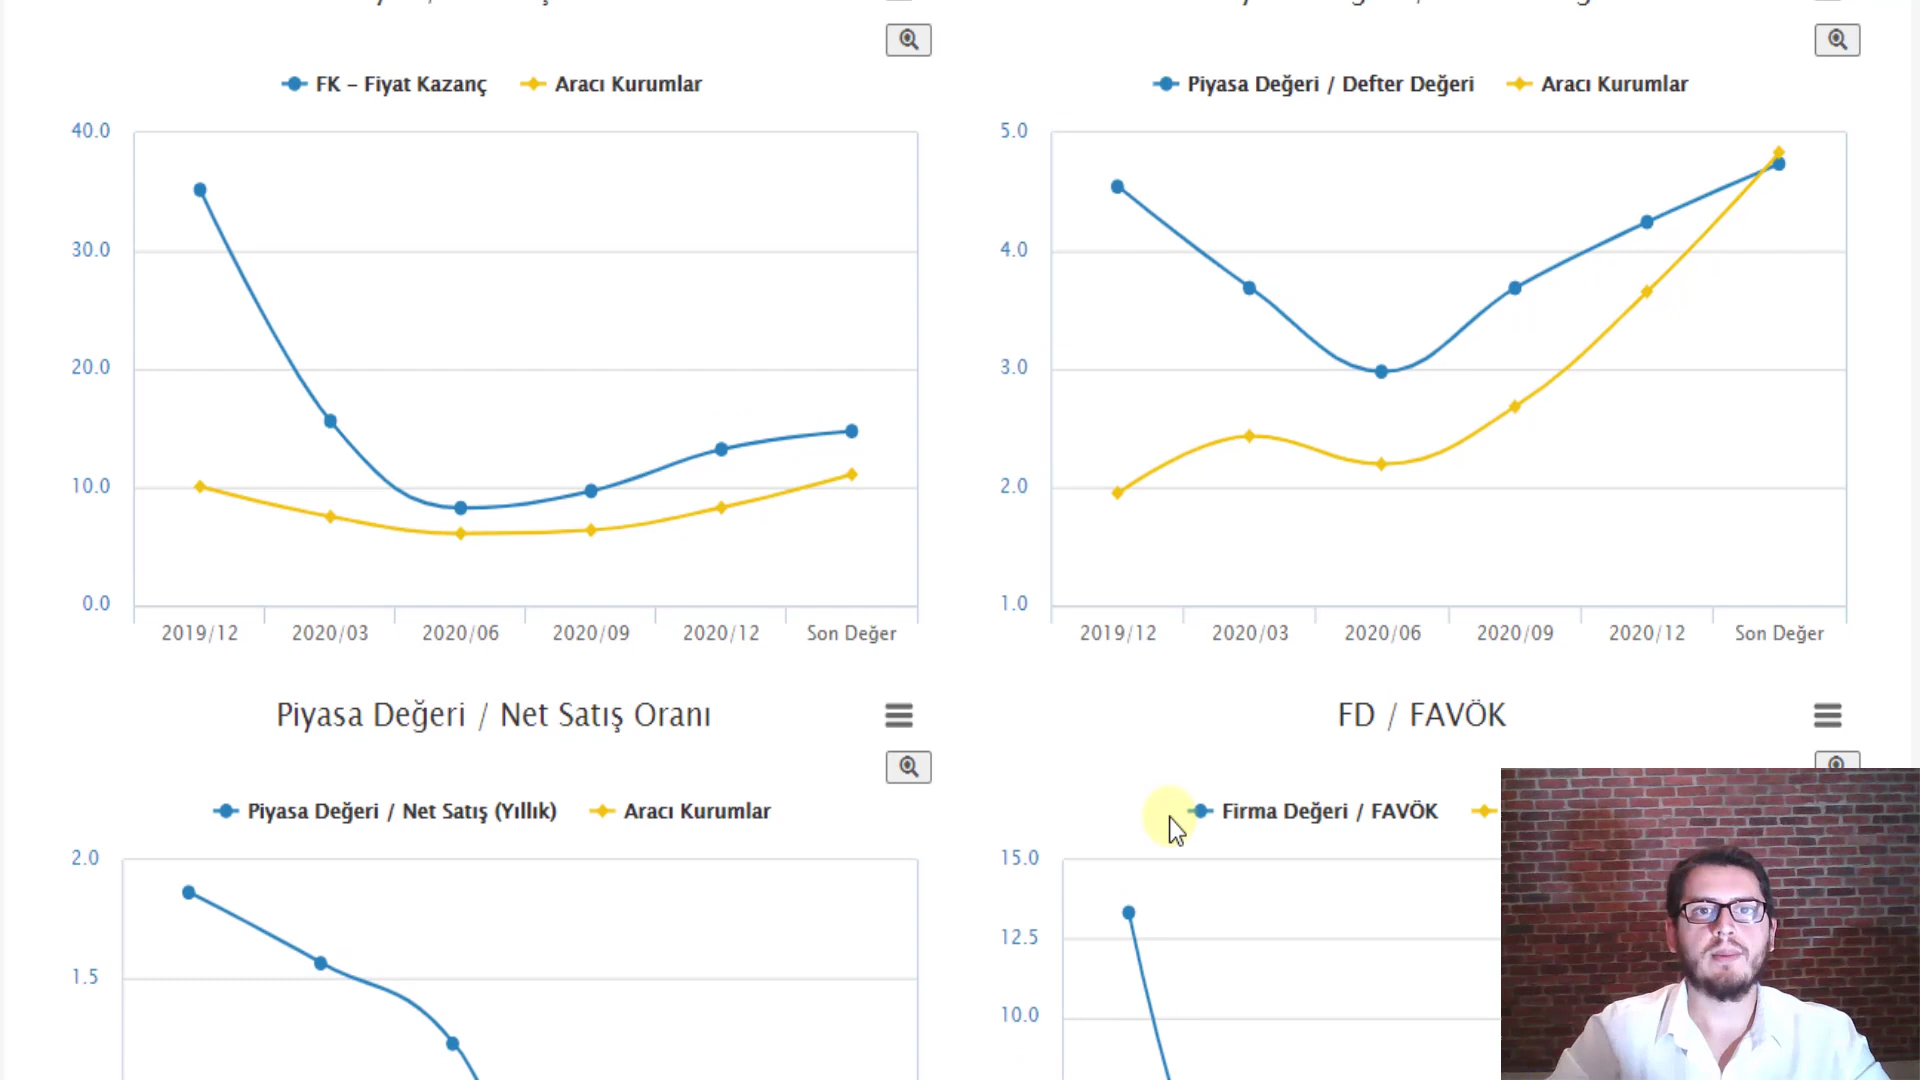 FK – Fiyat Kazanç Aracı Kurumlar
40.0
30.0
20.0
10.0
0.0
2019/12 2020/03 2020/06 2020/09 2020/12 Son Değer
Piyasa Değeri / Defter Değeri Aracı Kurumlar
5.0
4.0
3.0
2.0
1.0
2019/12 2020/03 2020/06 2020/09 2020/12 Son Değer
Piyasa Değeri / Net Satış Oranı
Piyasa Değeri / Net Satış (Yıllık) Aracı Kurumlar
2.0
1.5
FD / FAVÖK
Firma Değeri / FAVÖK
15.0
12.5
10.0